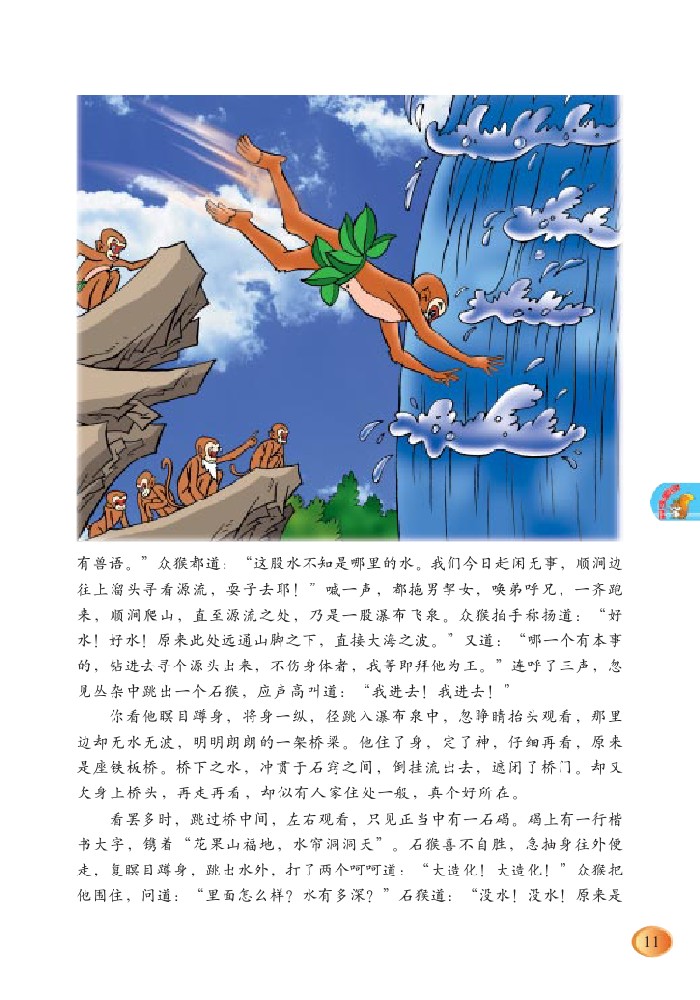 有兽语。”众猴都道：“这股水不知是哪里的水。我们今日赶闲无事，顺涧边
往上溜头寻看源流，耍子去耶！”喊一声，都拖男挈女，唤弟呼兄，一齐跑
来，顺涧爬山，直至源流之处，乃是一股瀑布飞泉。众猴拍手称扬道：“好
水！好水！原来此处远通山脚之下，直接大海之波。”又道：“哪一个有本事
的，钻进去寻个源头出来，不伤身体者，我等即拜他为王。”连呼了三声，忽
见丛杂中跳出一个石猴，应声高叫道：“我进去！我进去！”
你看他瞑目蹲身，将身一纵，径跳入瀑布泉中，忽睁睛抬头观看，那里
边却无水无波，明明朗朗的一架桥梁。他住了身，定了神，仔细再看，原来
是座铁板桥。桥下之水，冲贯于石窍之间，倒挂流出去，遮闭了桥门。却又
欠身上桥头，再走再看，却似有人家住处一般，真个好所在。
看罢多时，跳过桥中间，左右观看，只见正当中有一石碣。碣上有一行楷
书大字，镌着“花果山福地，水帘洞洞天”。石猴喜不自胜，急抽身往外便
走，复瞑目蹲身，跳出水外，打了两个呵呵道：“大造化！大造化！”众猴把
他围住，问道：“里面怎么样？水有多深？”石猴道：“没水！没水！原来是
11